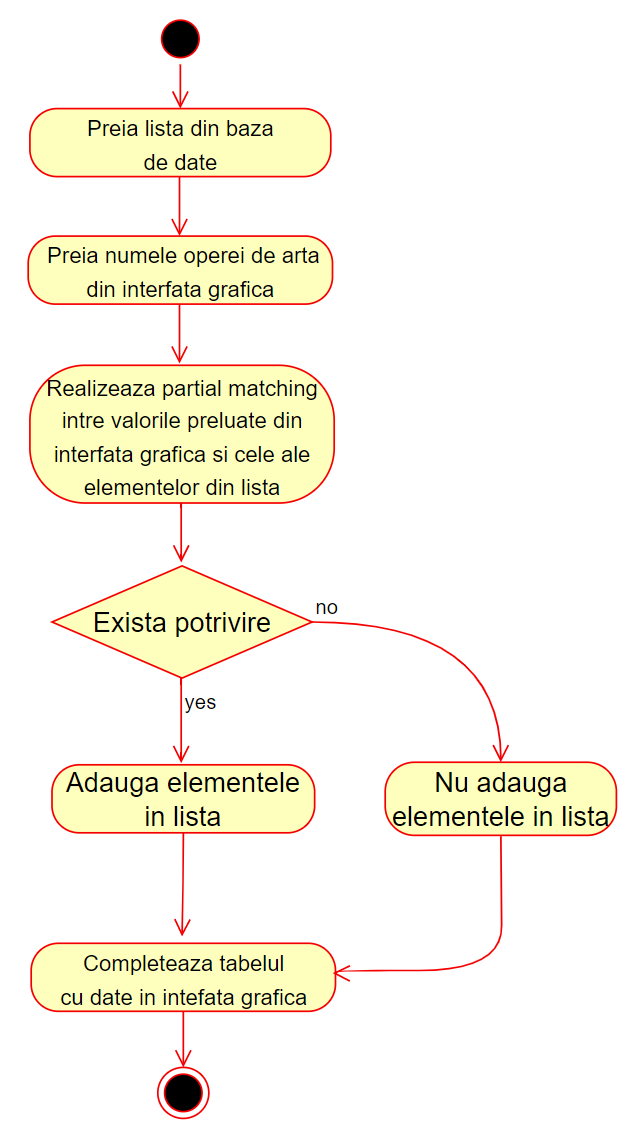 Preia lista din baza
de date
Preia numele operei de arta
din interfata grafica
Realizeaza partial matching
intre valorile preluate din
interfata grafica si cele ale
elementelor din lista
Exista potrivire
no
yes
Adauga elementele
in lista
Nu adauga
elementele in lista
Completeaza tabelul
cu date in intefata grafica